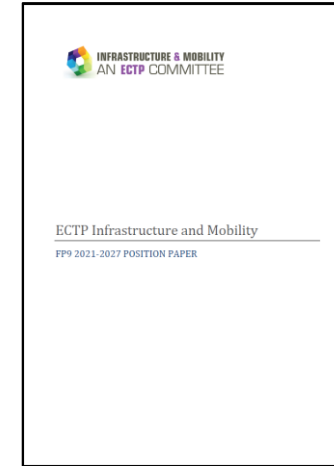 INFRASTRUCTURE & MOBILITY
AN ECTP COMMITTEE
ECTP Infrastructure and Mobility
FP9 2021-2027 POSITION PAPER